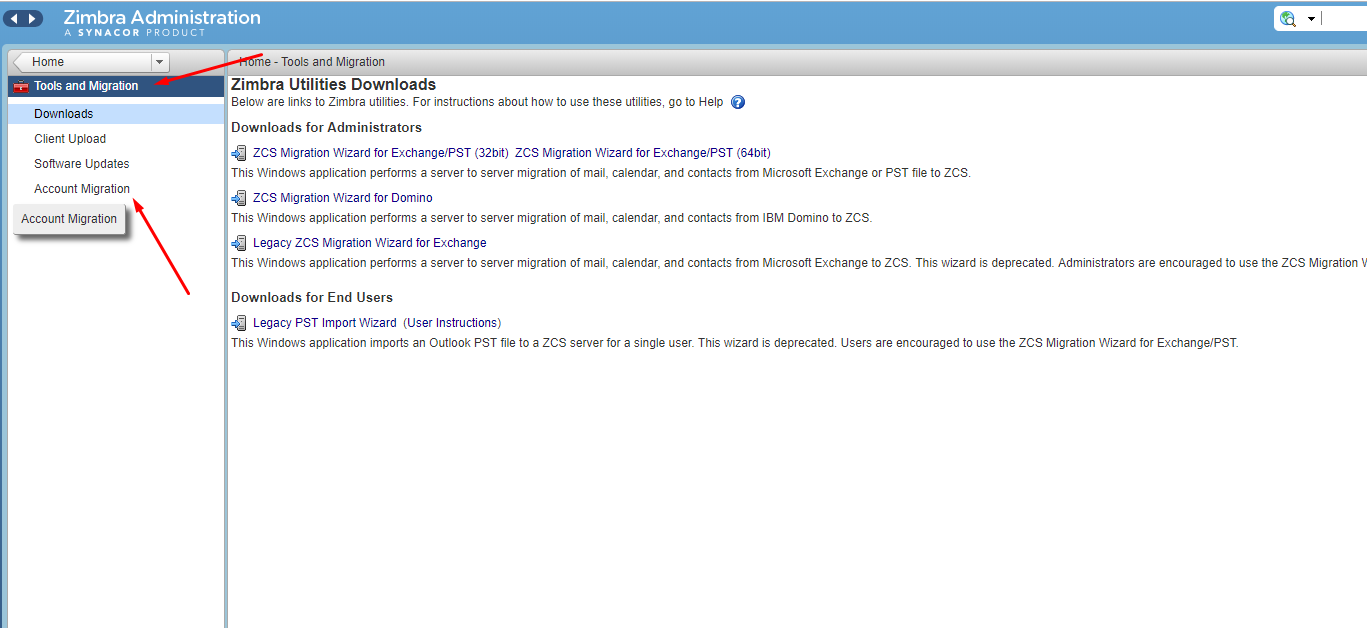 Zimbra Administration
A SYNACOR PRODUCT
Home
Home - Tools and Migration
Tools and Migration
Downloads
Client Upload
Software Updates
Account Migration
Account Migration
Zimbra Utilities Downloads
Below are links to Zimbra utilities. For instructions about how to use these utilities, go to Help ?
Downloads for Administrators
ZCS Migration Wizard for Exchange/PST (32bit) ZCS Migration Wizard for Exchange/PST (64bit)
This Windows application performs a server to server migration of mail, calendar, and contacts from Microsoft Exchange or PST file to ZCS.
ZCS Migration Wizard for Domino
This Windows application performs a server to server migration of mail, calendar, and contacts from IBM Domino to ZCS.
Legacy ZCS Migration Wizard for Exchange
This Windows application performs a server to server migration of mail, calendar, and contacts from Microsoft Exchange to ZCS. This wizard is deprecated. Administrators are encouraged to use the ZCS Migration
Downloads for End Users
Legacy PST Import Wizard (User Instructions)
This Windows application imports an Outlook PST file to a ZCS server for a single user. This wizard is deprecated. Users are encouraged to use the ZCS Migration Wizard for Exchange/PST.